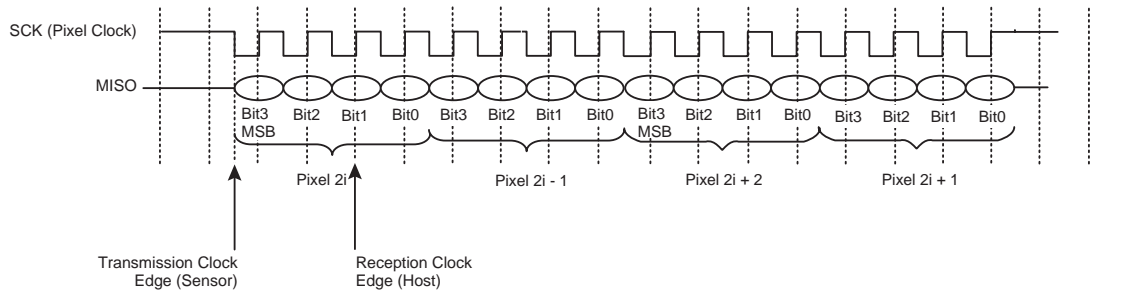 SCK (Pixel Clock)
MISO
Bit3 Bit2 Bit1 Bit0 Bit3 Bit2 Bit1 Bit0 Bit3 Bit2 Bit1 Bit0 Bit3 Bit2 Bit1 Bit0
MSB MSB
Pixel 2i Pixel 2i - 1 Pixel 2i + 2 Pixel 2i + 1
Transmission Clock
Edge (Sensor)
Reception Clock
Edge (Host)